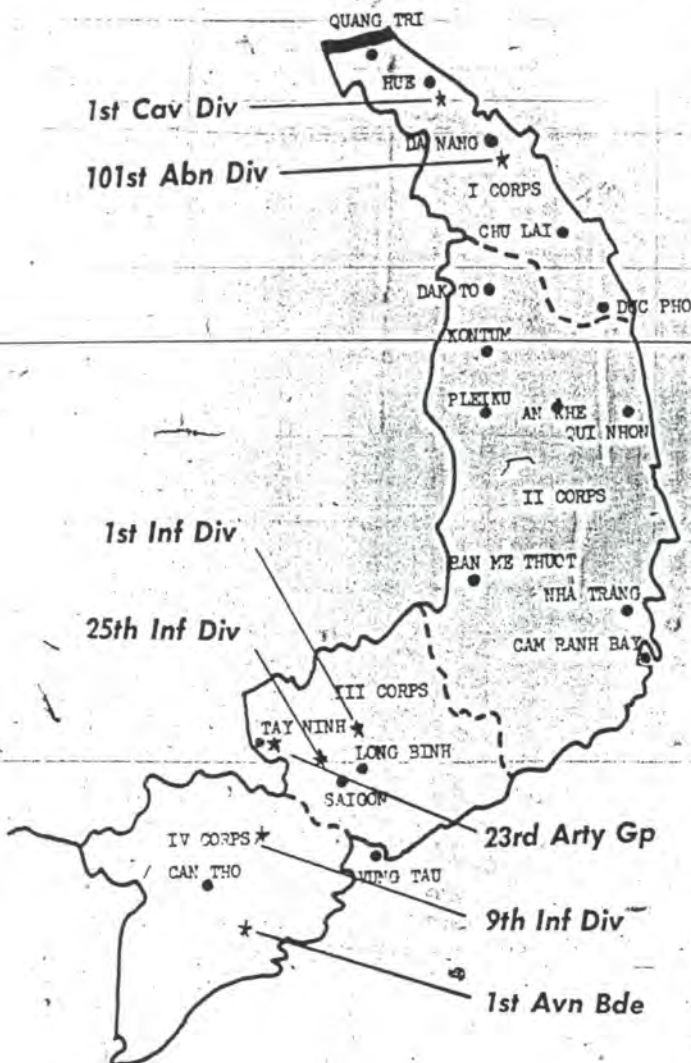 QUANG TRI
HUE
1st Cav Div
DA NANG
101st Abn Div
I CORPS
CHU LAI
DAK TO
DUC PHO
KONTUM
PLEIKU
AN KHE
QUI NHON
II CORPS
1st Inf Div
BAN ME THUOT
NHA TRANG
25th Inf Div
CAM RANH BAY
III CORPS
TAY NINH
LONG BINH
SAIGON
23rd Arty Gp
IV CORPS
VUNG TAU
CAN THO
9th Inf Div
1st Avn Bde